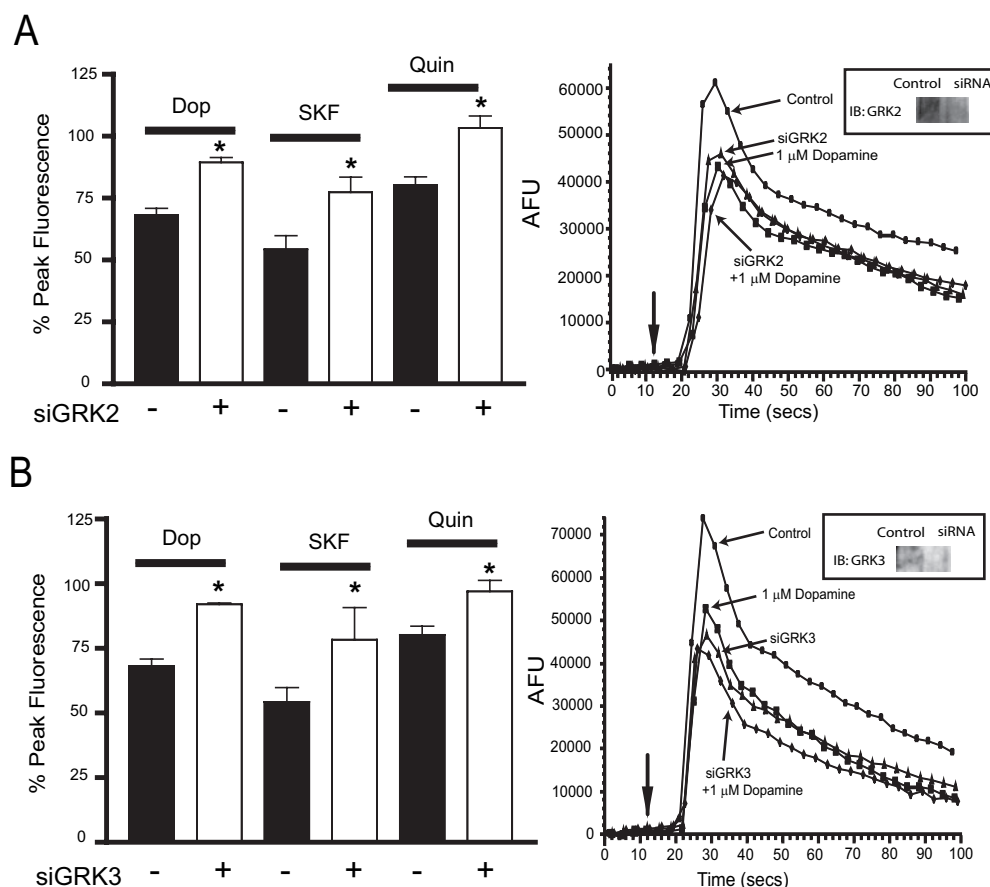 A
% Peak Fluorescence
125
100
75
50
25
0
Dop
SKF
Quin
*
*
*
siGRK2
- + - + - +
AFU
60000
50000
40000
30000
20000
10000
0
0 10 20 30 40 50 60 70 80 90 100
Time (secs)
Control
siGRK2
1 µM Dopamine
siGRK2
+1 µM Dopamine
Control siRNA
IB: GRK2
B
% Peak Fluorescence
125
100
75
50
25
0
Dop
SKF
Quin
*
*
*
siGRK3
- + - + - +
AFU
70000
60000
50000
40000
30000
20000
10000
0
0 10 20 30 40 50 60 70 80 90 100
Time (secs)
Control
1 µM Dopamine
siGRK3
siGRK3
+1 µM Dopamine
Control siRNA
IB: GRK3